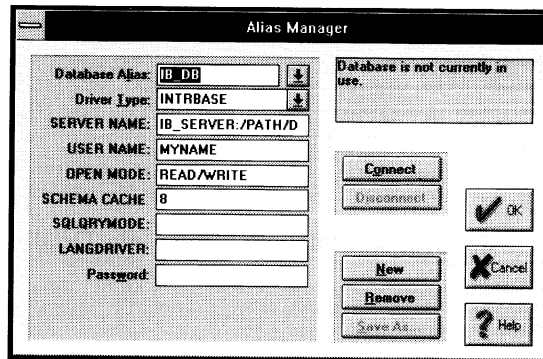 Alias Manager
Database Alias: IB_DB
Driver Type: INTRBASE
SERVER NAME: IB_SERVER:/PATH/D
USER NAME: MYNAME
OPEN MODE: READ/WRITE
SCHEMA CACHE 8
SQLQRYMODE:
LANGDRIVER:
Password:
Database is not currently in
use.
Connect
Disconnect
New
Remove
Save As...
OK
Cancel
Help